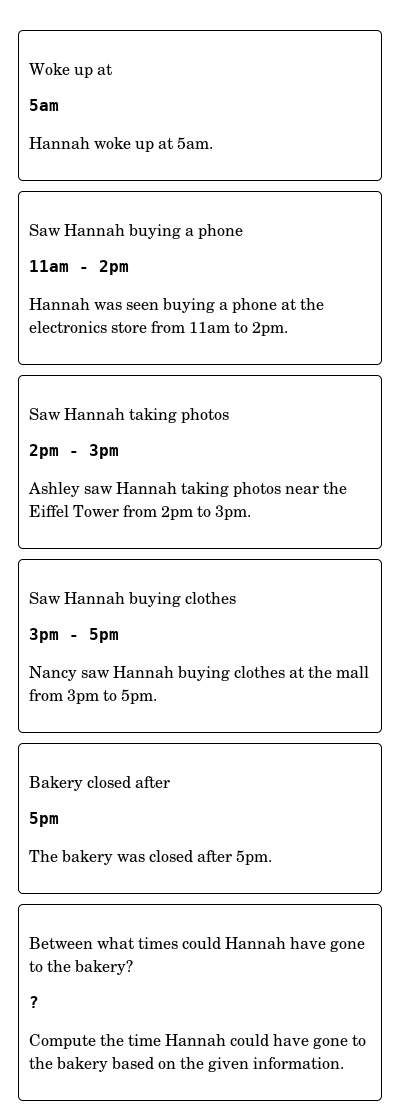 Woke up at
5am
Hannah woke up at 5am.
Saw Hannah buying a phone
11am - 2pm
Hannah was seen buying a phone at the
electronics store from 11am to 2pm.
Saw Hannah taking photos
2pm - 3pm
Ashley saw Hannah taking photos near the
Eiffel Tower from 2pm to 3pm.
Saw Hannah buying clothes
3pm - 5pm
Nancy saw Hannah buying clothes at the mall
from 3pm to 5pm.
Bakery closed after
5pm
The bakery was closed after 5pm.
Between what times could Hannah have gone
to the bakery?
?
Compute the time Hannah could have gone to
the bakery based on the given information.